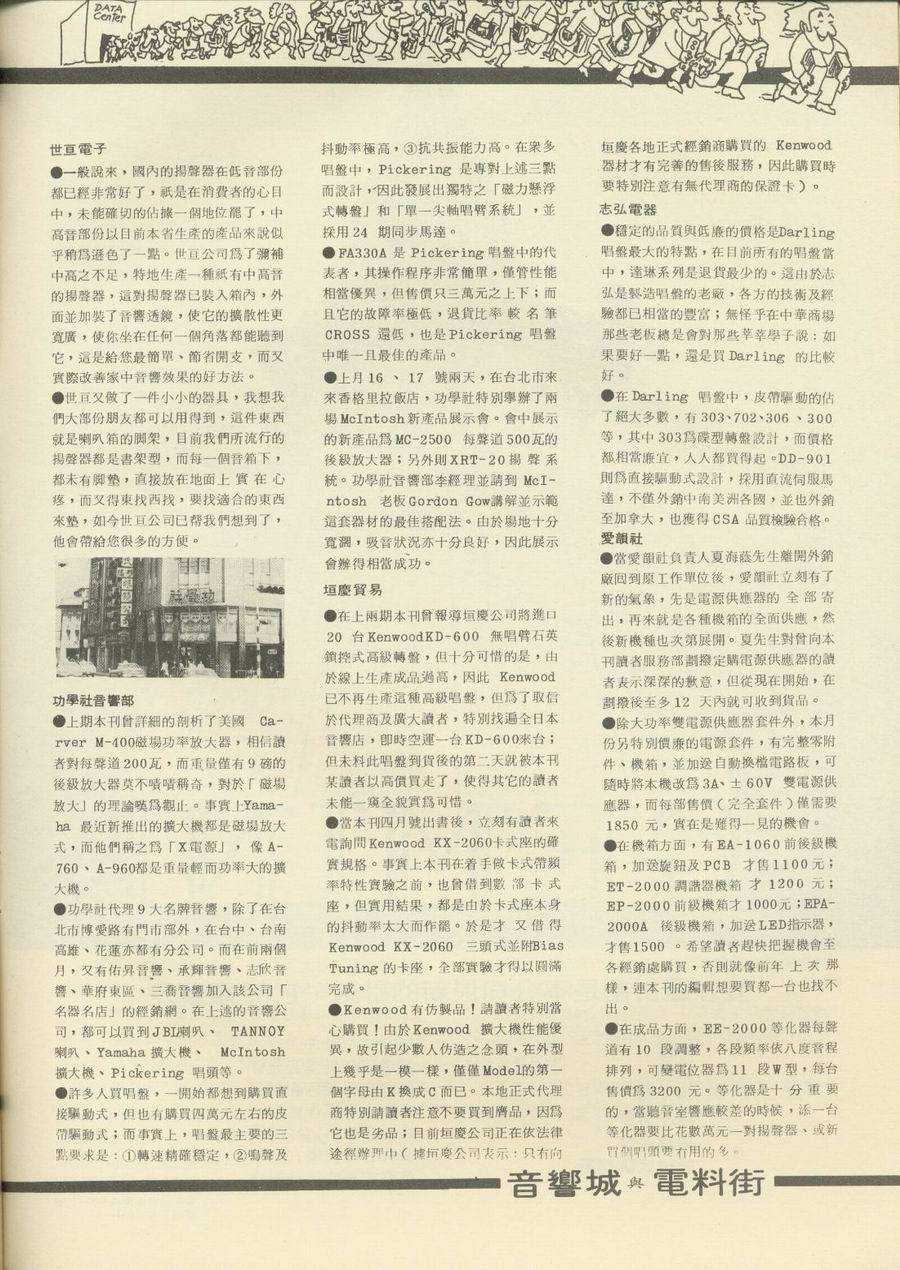 DATA
Center
世亘電子
●一般說來，國內的揚聲器在低音部份
都已經非常好了，祇是在消費者的心目
中，未能確切的佔據一個地位罷了，中
高音部份以目前本省生產的產品來說似
乎稍爲遜色了一點。世亘公司爲了彌補
中高之不足，特地生產一種祇有中高音
的揚聲器，這對揚聲器已裝入箱內，外
面並加裝了音響透鏡，使它的擴散性更
寬廣，使你坐在任何一個角落都能聽到
它，這是給您最簡單、節省開支，而又
實際改善家中音響效果的好方法。
●世亘又做了一件小小的器具，我想我
們大部份朋友都可以用得到，這件東西
就是喇叭箱的脚架，目前我們所流行的
揚聲器都是書架型，而每一個音箱下，
都未有脚墊，直接放在地面上實在心
疼，而又得東找西找，要找適合的東西
來墊，如今世亘公司已幫我們想到了，
他會帶給您很多的方便。
功學社音響部
●上期本刊曾詳細的剖析了美國 Ca-
rver M-400磁場功率放大器，相信讀
者對每聲道200瓦，而重量僅有9磅的
後級放大器莫不嘖嘖稱奇，對於「磁場
放大」的理論嘆爲觀止。事實上Yama-
ha 最近新推出的擴大機都是磁場放大
式，而他們稱之爲「X電源」，像A-
760、A-960都是重量輕而功率大的擴
大機。
●功學社代理9大名牌音響，除了在台
北市博愛路有門市部外，在台中、台南
高雄、花蓮亦都有分公司。而在前兩個
月，又有佑昇音響、承輝音響、志欣音
響、華府東區、三喬音響加入該公司「
名器名店」的經銷網。在上述的音響公
司，都可以買到JBL喇叭、 TANNOY
喇叭、Yamaha擴大機、 McIntosh
擴大機、Pickering 唱頭等。
●許多人買唱盤，一開始都想到購買直
接驅動式，但也有購買四萬元左右的皮
帶驅動式；而事實上，唱盤最主要的三
點要求是：①轉速精確穩定，②鳴聲及
抖動率極高，③抗共振能力高。在衆多
唱盤中，Pickering 是專對上述三點
而設計，因此發展出獨特之「磁力懸浮
式轉盤」和「單一尖軸唱臂系統」，並
採用24 期同步馬達。
●FA330A 是 Pickering唱盤中的代
表者，其操作程序非常簡單，儘管性能
相當優異，但售價只三萬元之上下；而
且它的故障率極低，退貨比率較名筆
CROSS 還低，也是Pickering 唱盤
中唯一且最佳的產品。
●上月16 、 17 號兩天，在台北市來
來香格里拉飯店，功學社特別舉辦了兩
場McIntosh新產品展示會。會中展示
的新產品爲MC-2500 每聲道500瓦的
後級放大器；另外則XRT-20揚聲系
統。功學社音響部李經理並請到 McI-
ntosh 老板Gordon Gow講解並示範
這套器材的最佳搭配法。由於場地十分
寬濶，吸音狀况亦十分良好，因此展示
會辦得相當成功。
垣慶貿易
●在上兩期本刊曾報導垣慶公司將進口
20 台KenwoodKD-600 無唱臂石英
鎖控式高級轉盤，但十分可惜的是，由
於線上生產成品過高，因此 Kenwood
已不再生產這種高級唱盤，但爲了取信
於代理商及廣大讀者，特別找遍全日本
音響店，卽時空運一台KD-600來台；
但未料此唱盤到貨後的第二天就被本刊
某讀者以高價買走了，使得其它的讀者
未能一窺全貌實爲可惜。
●當本刊四月號出書後，立刻有讀者來
電詢問Kenwood KX-2060卡式座的確
實規格。事實上本刊在着手做卡式帶頻
率特性實驗之前，也曾借到數部卡式
座，但實用結果，都是由於卡式座本身
的抖動率太大而作罷。於是才又借得
Kenwood KX-2060 三頭式並附Bias
Tuning 的卡座，全部實驗才得以圓滿
完成。
●Kenwood有仿製品！請讀者特別當
心購買！由於Kenwood 擴大機性能優
異，故引起少數人仿造之念頭，在外型
上幾乎是一模一樣，僅僅Model的第一
個字母由K換成C而已。本地正式代理
商特別請讀者注意不要買到膺品，因爲
它也是劣品；目前垣慶公司正在依法律
途徑辦理中（據垣慶公司表示：只有向
垣慶各地正式經銷商購買的 Kenwood
器材才有完善的售後服務，因此購買時
要特別注意有無代理商的保證卡）。
志弘電器
●穩定的品質與低廉的價格是Darling
唱盤最大的特點，在目前所有的唱盤當
中，達琳系列是退貨最少的。這由於志
弘是製造唱盤的老廠，各方的技術及經
驗都已相當的豐富；無怪乎在中華商場
那些老板總是會對那些莘莘學子說：如
果要好一點，還是買Darling 的比較
好。
●在Darling 唱盤中，皮帶驅動的佔
了絕大多數，有303、702、306 、300
等，其中303爲碟型轉盤設計，而價格
都相當廉宜，人人都買得起。DD-901
則爲直接驅動式設計，採用直流伺服馬
達，不僅外銷中南美洲各國，並也外銷
至加拿大，也獲得CSA 品質檢驗合格。
愛韻社
●當愛韻社負責人夏海蔭先生離開外銷
廠囘到原工作單位後，愛韻社立刻有了
新的氣象，先是電源供應器的全部寄
出，再來就是各種機箱的全面供應，然
後新機種也次第展開。夏先生對曾向本
刊讀者服務部劃撥定購電源供應器的讀
者表示深深的歉意，但從現在開始，在
劃撥後至多12 天內就可收到貨品。
●除大功率雙電源供應器套件外，本月
份另特別價廉的電源套件，有完整零附
件、機箱，並加送自動換檔電路板，可
隨時將本機改爲3A、±60V 雙電源供
應器，而每部售價（完全套件）僅需要
1850 元，實在是難得一見的機會。
●在機箱方面，有EA-1060前後級機
箱，加送旋鈕及PCB 才售1100元；
ET-2000調諧器機箱才1200元；
EP-2000前級機箱才1000元；EPA-
2000A 後級機箱，加送LED指示器，
才售1500 。希望讀者趕快把握機會至
各經銷處購買，否則就像前年上次那
樣，連本刊的編輯想要買都一台也找不
出。
●在成品方面，EE-2000等化器每聲
道有10 段調整，各段頻率依八度音程
排列，可變電位器爲11 段W型，每台
售價爲3200 元。等化器是十分重要
的，當聽音室響應較差的時候，添一台
等化器要比花數萬元一對揚聲器、或新
買個唱頭要有用的多。
音響城與電料街